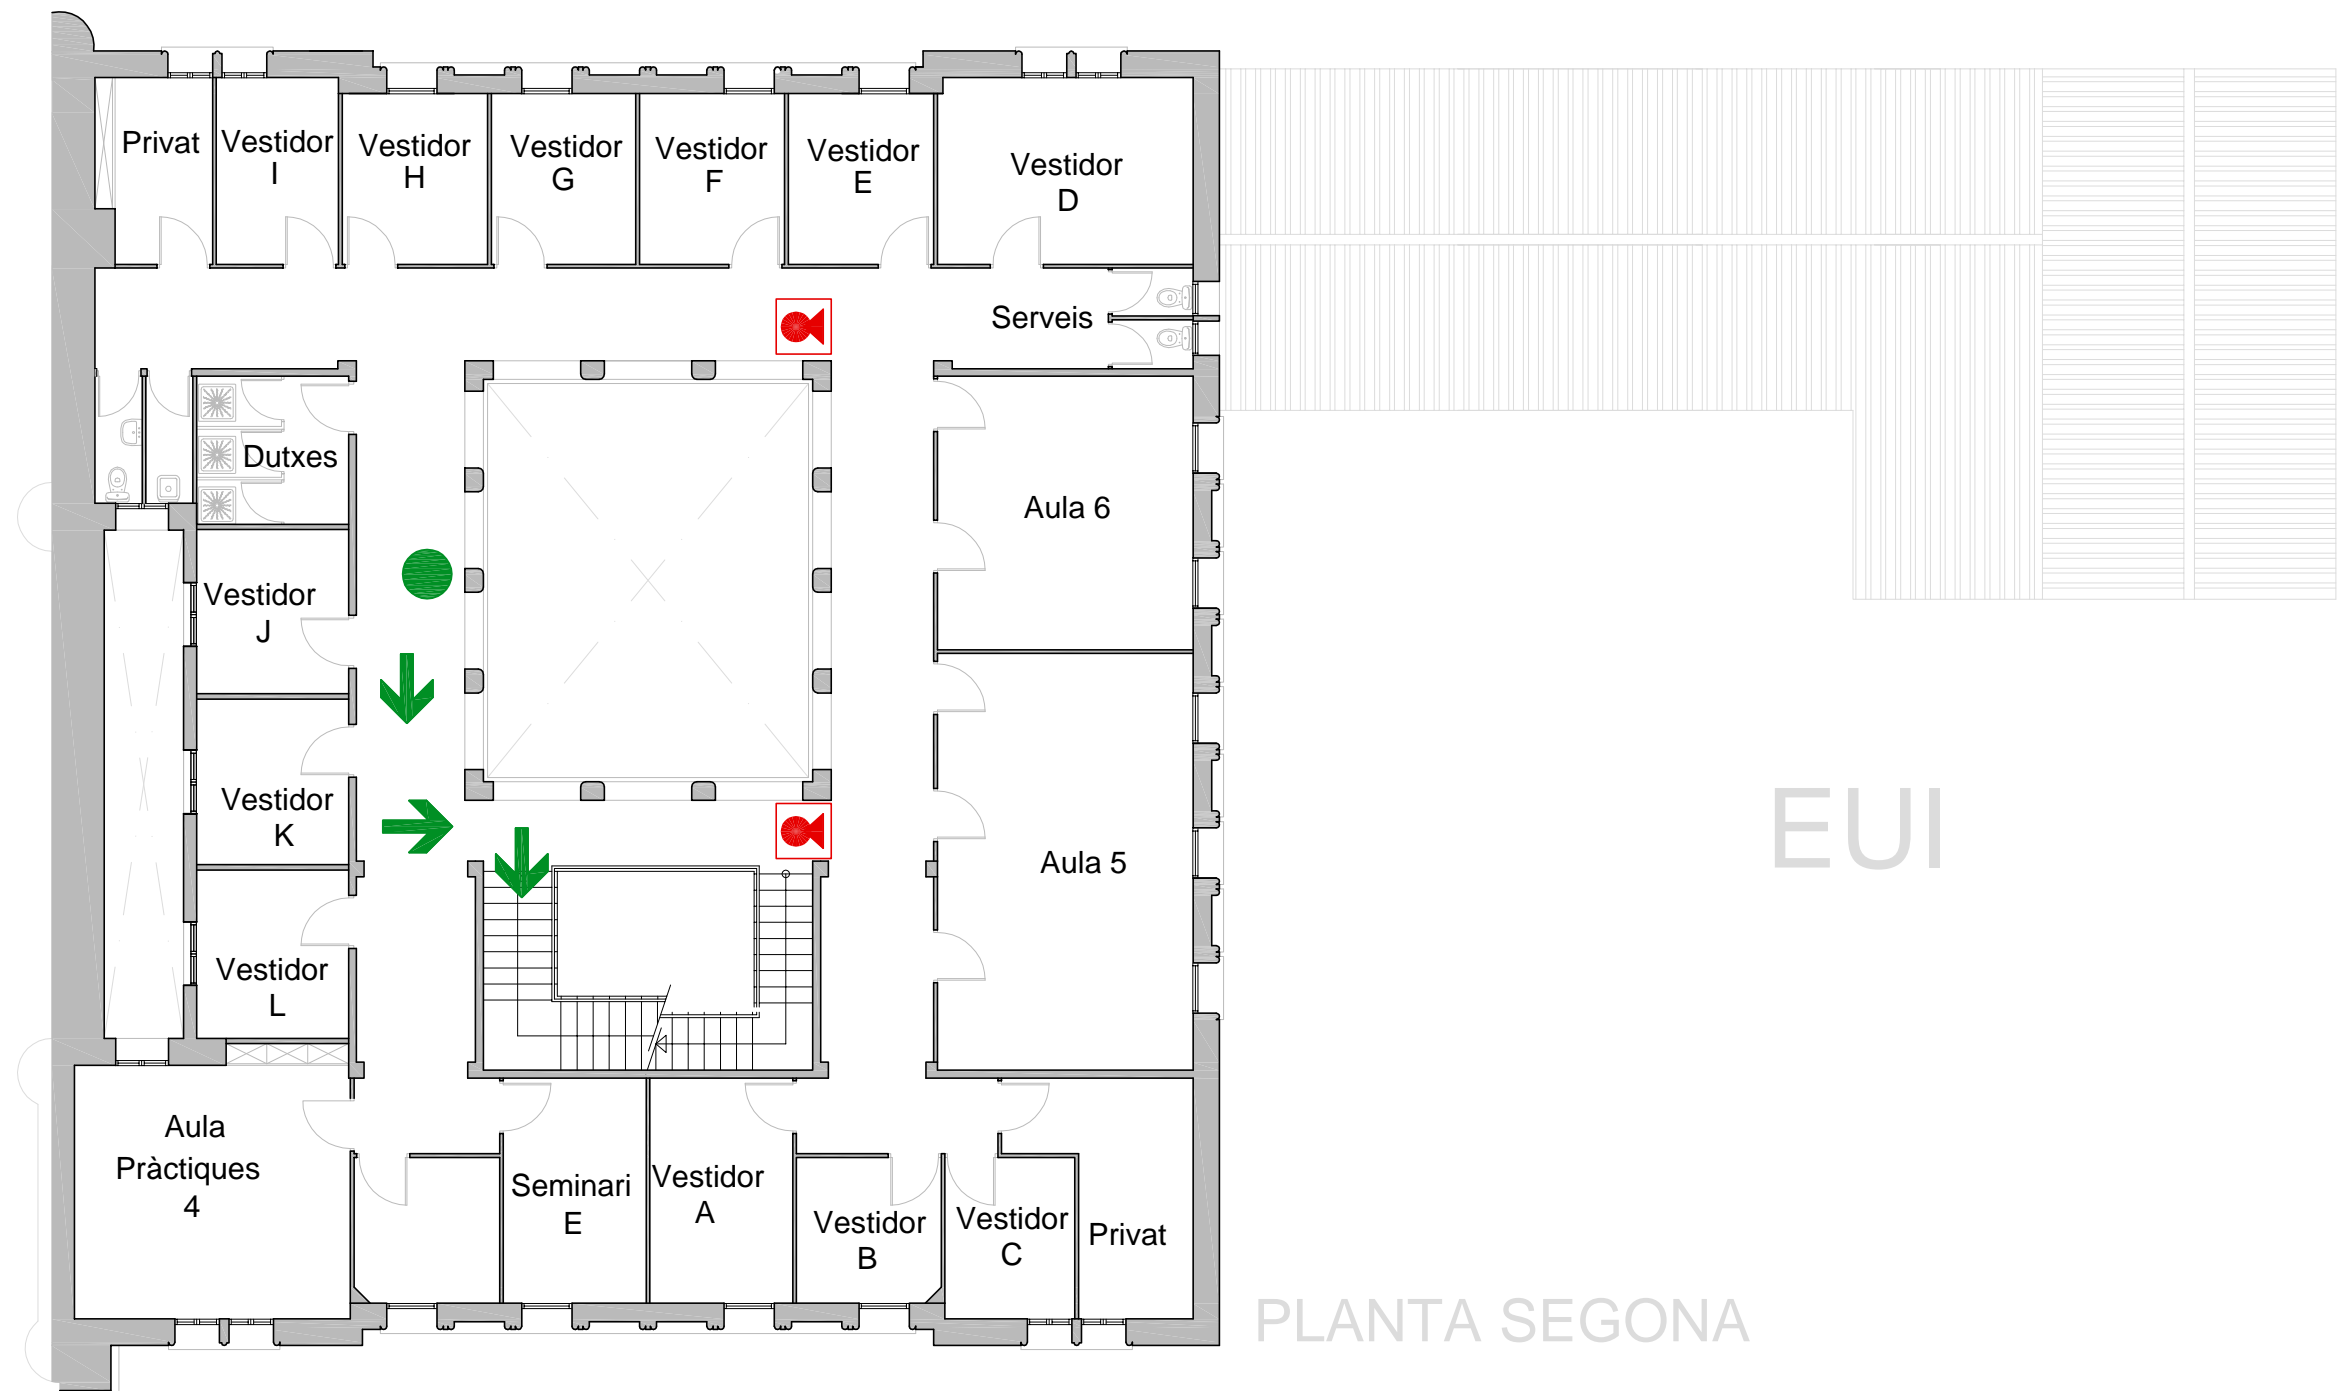 Privat
Vestidor
I
Vestidor
H
Vestidor
G
Vestidor
F
Vestidor
E
Vestidor
D
Serveis
Dutxes
Aula 6
Vestidor
J
Vestidor
K
Aula 5
EUI
Vestidor
L
Aula
Pràctiques
4
Seminari
E
Vestidor
A
Vestidor
B
Vestidor
C
Privat
PLANTA SEGONA